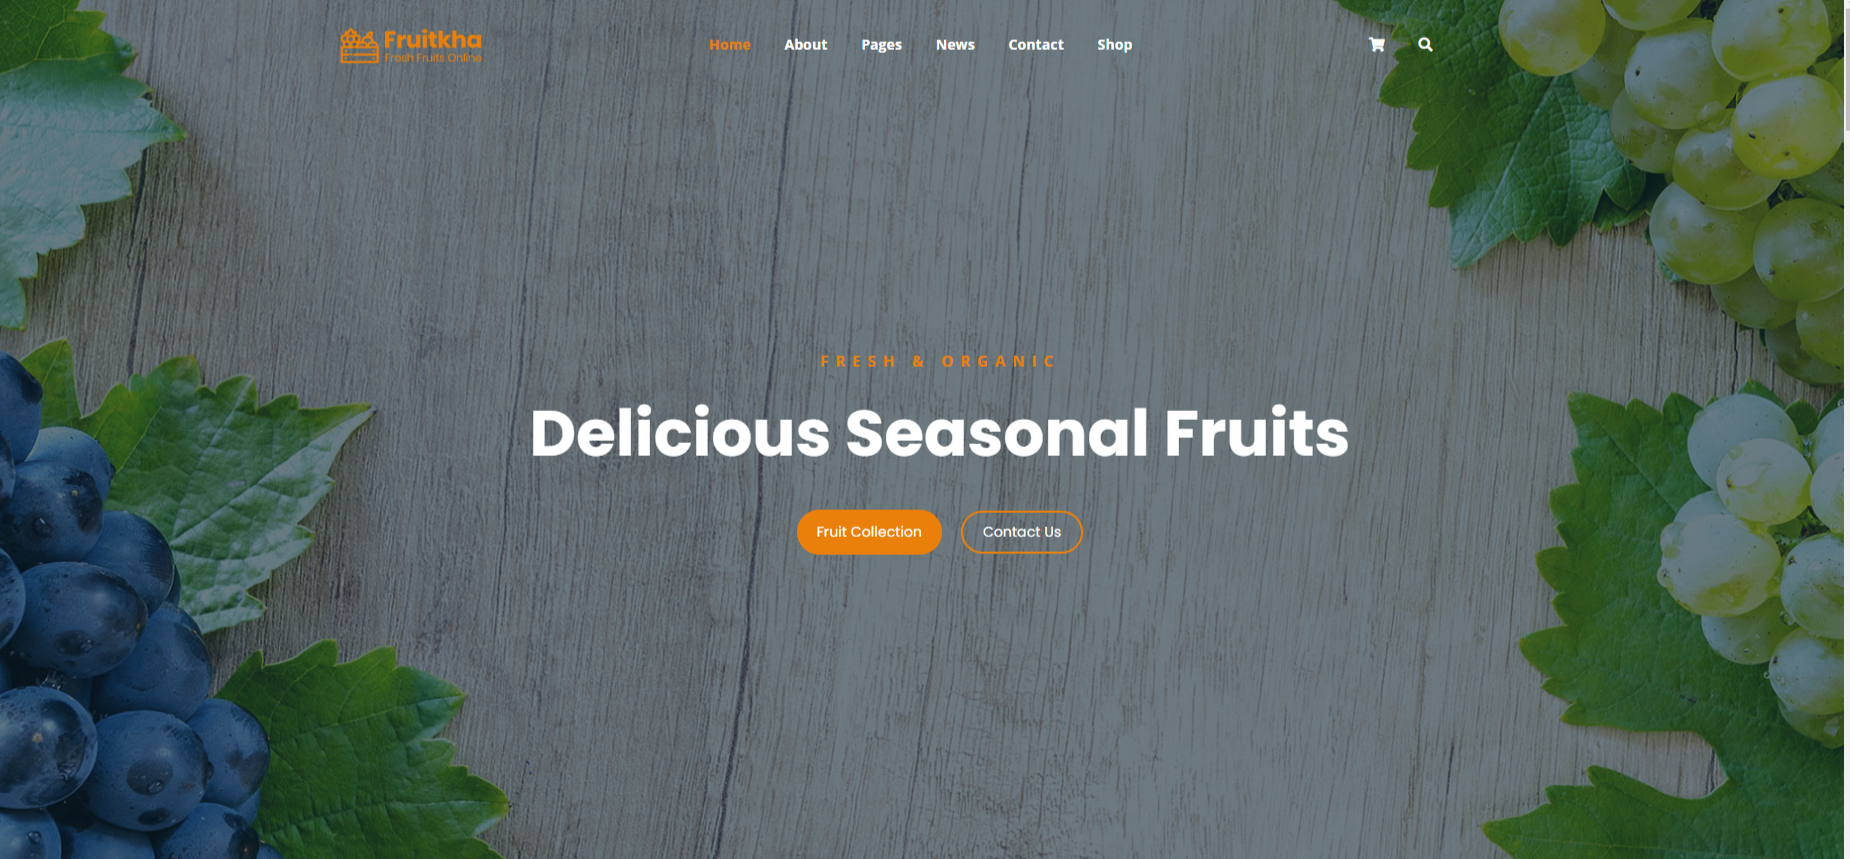 Fruitkha
Fresh Fruits Online
Home About Pages News Contact Shop
FRESH & ORGANIC
Delicious Seasonal Fruits
Fruit Collection Contact Us